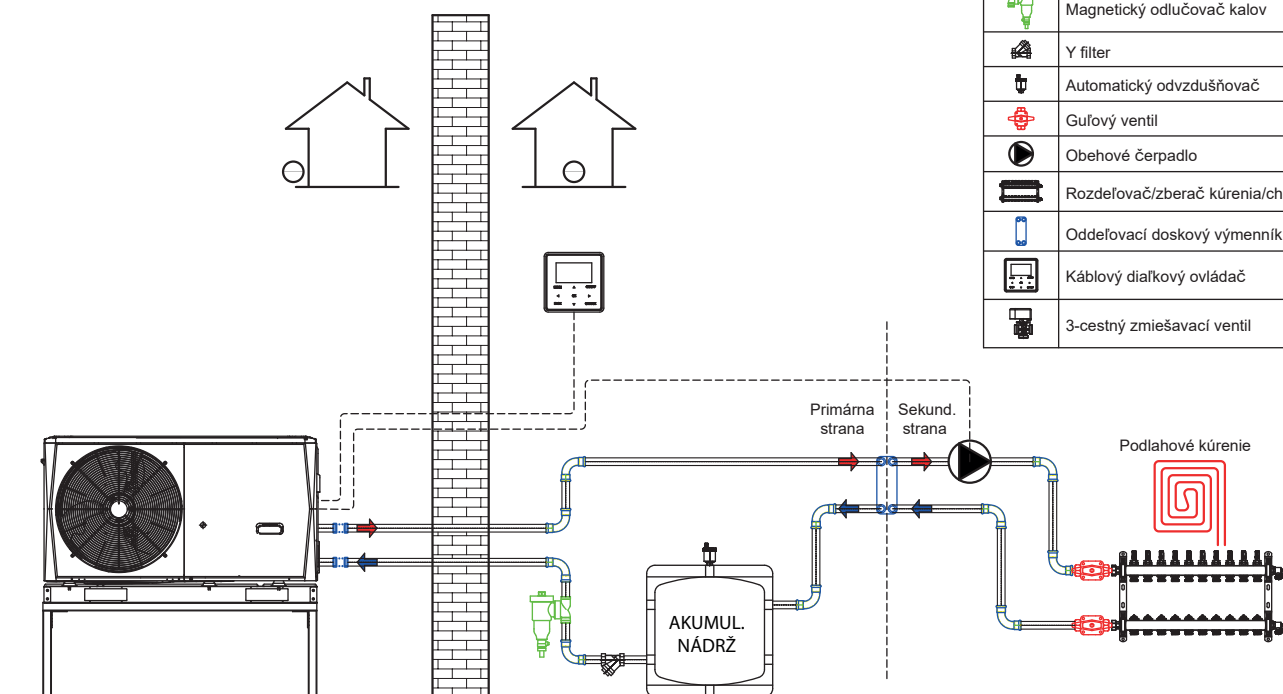 Magnetický odlučovač kalov
Y filter
Automatický odvzdušňovač
Guľový ventil
Obehové čerpadlo
Rozdeľovač/zberač kúrenia/ch
Oddeľovací doskový výmenník
Káblový diaľkový ovládač
3-cestný zmiešavací ventil
Primárna
strana
Sekund.
strana
Podlahové kúrenie
AKUMUL.
NÁDRŽ